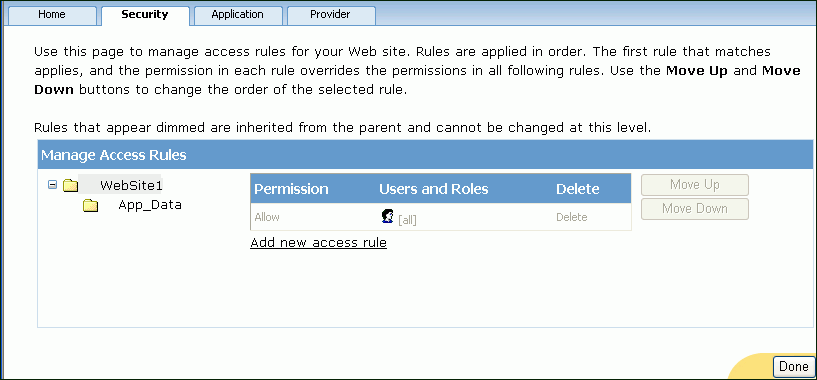 Home Security Application Provider
Use this page to manage access rules for your Web site. Rules are applied in order. The first rule that matches
applies, and the permission in each rule overrides the permissions in all following rules. Use the Move Up and Move
Down buttons to change the order of the selected rule.
Rules that appear dimmed are inherited from the parent and cannot be changed at this level.
Manage Access Rules
WebSite1
App_Data
Permission Users and Roles Delete
Allow [all] Delete
Add new access rule
Move Up
Move Down
Done